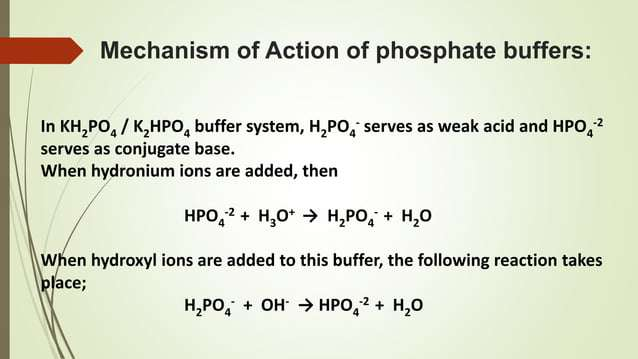 Mechanism of Action of phosphate buffers:
In KH₂PO₄ / K₂HPO₄ buffer system, H₂PO₄⁻ serves as weak acid and HPO₄⁻²
serves as conjugate base.
When hydronium ions are added, then
HPO₄⁻² + H₃O⁺ → H₂PO₄⁻ + H₂O
When hydroxyl ions are added to this buffer, the following reaction takes
place;
H₂PO₄⁻ + OH⁻ → HPO₄⁻² + H₂O